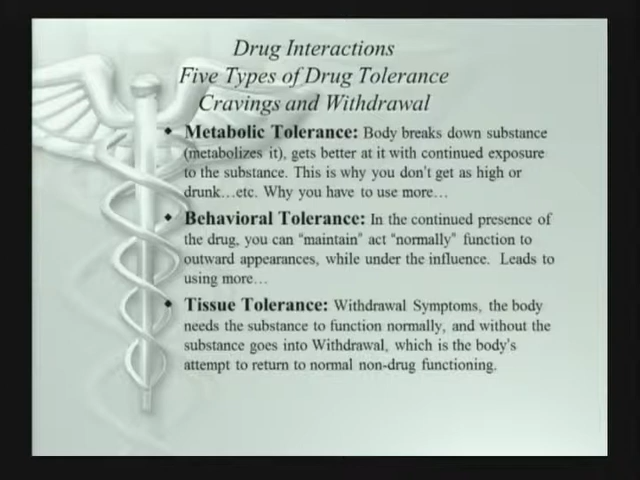 Drug Interactions
Five Types of Drug Tolerance
Cravings and Withdrawal
• Metabolic Tolerance: Body breaks down substance
(metabolizes it), gets better at it with continued exposure
to the substance. This is why you don't get as high or
drunk…etc. Why you have to use more…
• Behavioral Tolerance: In the continued presence of
the drug, you can "maintain" act "normally" function to
outward appearances, while under the influence. Leads to
using more…
• Tissue Tolerance: Withdrawal Symptoms, the body
needs the substance to function normally, and without the
substance goes into Withdrawal, which is the body's
attempt to return to normal non-drug functioning.